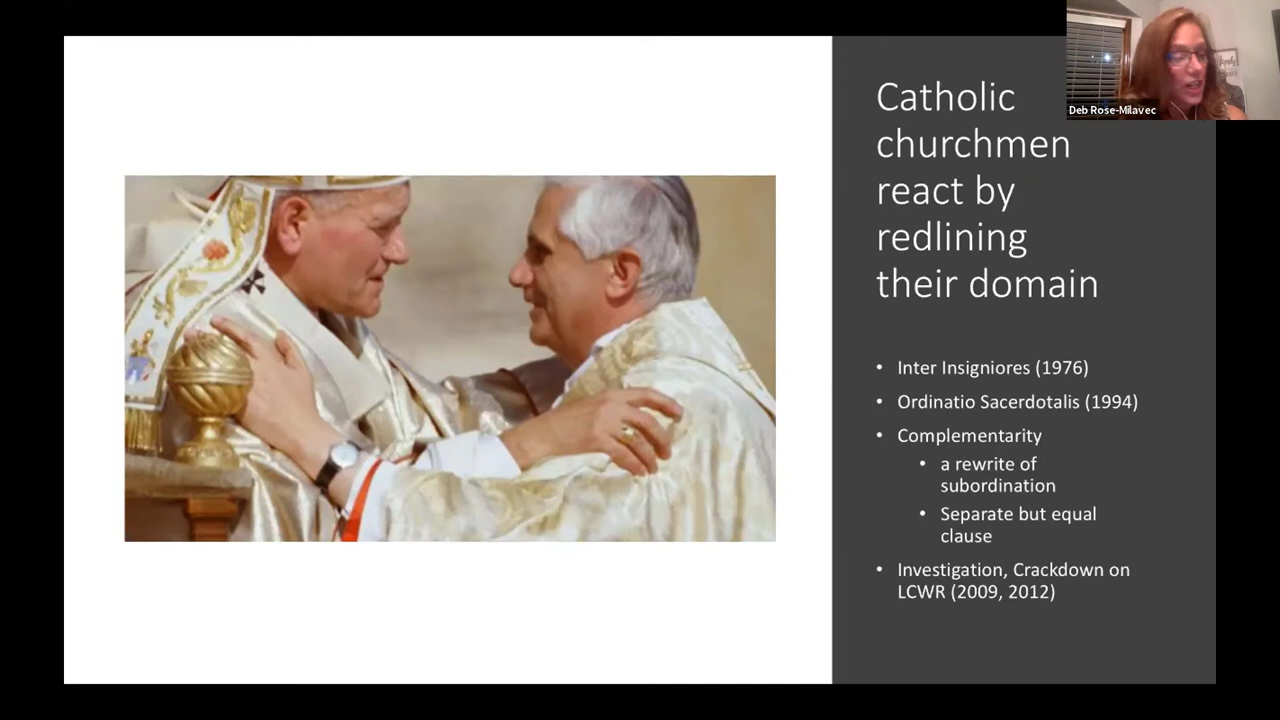 Catholic
churchmen
react by
redlining
their domain
• Inter Insigniores (1976)
• Ordinatio Sacerdotalis (1994)
• Complementarity
• a rewrite of
subordination
• Separate but equal
clause
• Investigation, Crackdown on
LCWR (2009, 2012)
Deb Rose-Milavec